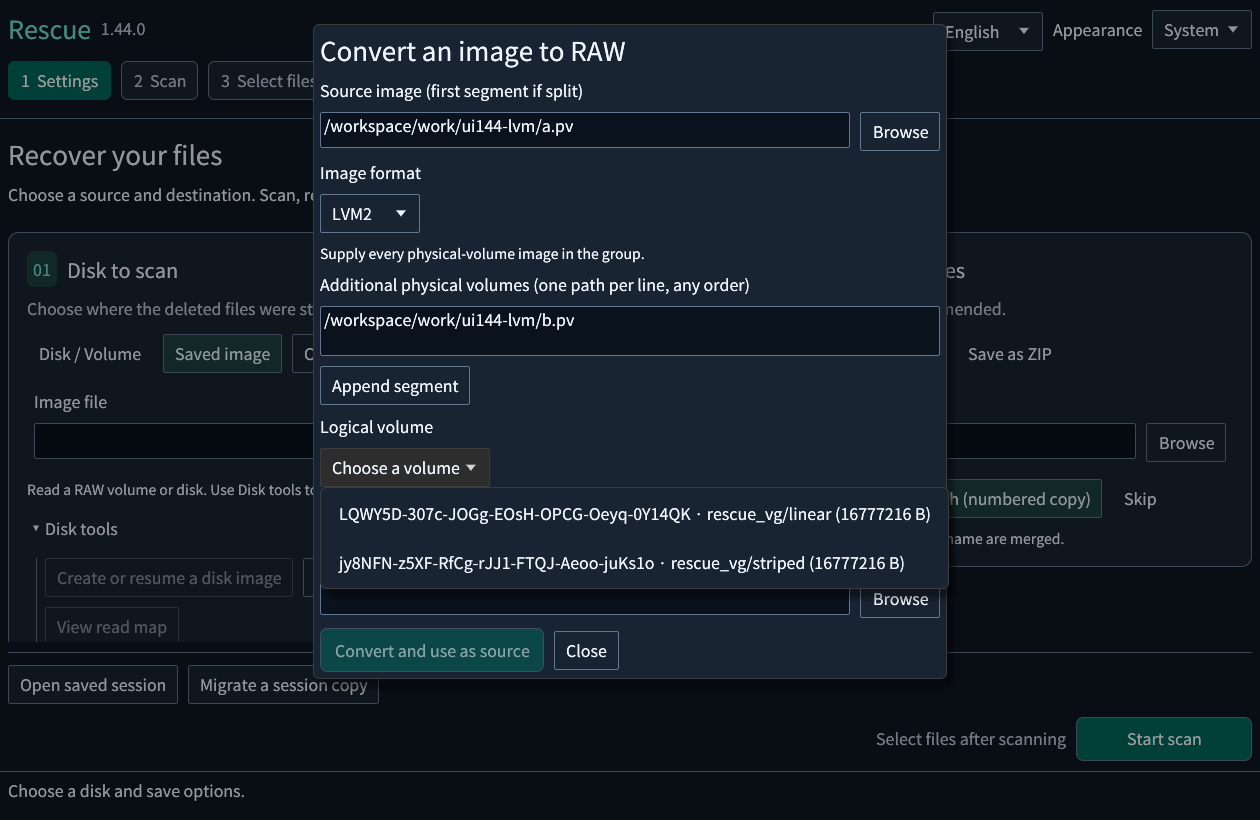 Rescue 1.44.0
English
Appearance
System
1 Settings
2 Scan
3 Select files
Recover your files
Choose a source and destination. Scan, re
01 Disk to scan
Choose where the deleted files were st
Disk / Volume
Saved image
Image file
Read a RAW volume or disk. Use Disk tools to
Disk tools
Create or resume a disk image
View read map
Convert an image to RAW
Source image (first segment if split)
/workspace/work/ui144-lvm/a.pv
Browse
Image format
LVM2
Supply every physical-volume image in the group.
Additional physical volumes (one path per line, any order)
/workspace/work/ui144-lvm/b.pv
Append segment
Logical volume
Choose a volume
LQWY5D-307c-JOGg-EOsH-OPCG-Oeyq-0Y14QK · rescue_vg/linear (16777216 B)
jy8NFN-z5XF-RfCg-rJJ1-FTQJ-Aeoo-juKs1o · rescue_vg/striped (16777216 B)
Browse
Convert and use as source
Close
es
mended.
Save as ZIP
Browse
h (numbered copy)
Skip
name are merged.
Open saved session
Migrate a session copy
Select files after scanning
Start scan
Choose a disk and save options.